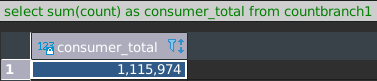 select sum(count) as consumer_total from countbranch1
123 consumer_total
1 1,115,974